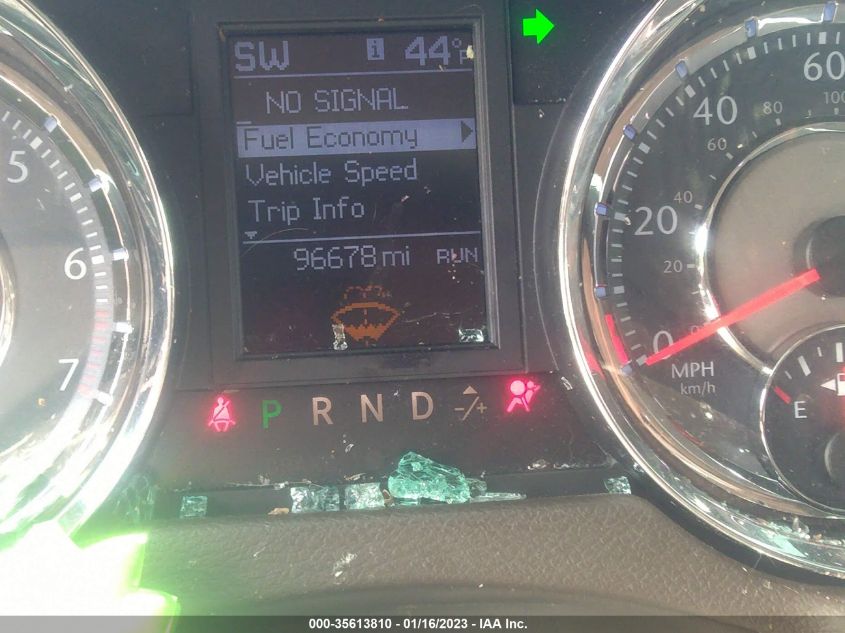 SW i 44°F
NO SIGNAL
Fuel Economy
Vehicle Speed
Trip Info
96678 mi RUN
P R N D -/+
5
6
7
60
40
20
0
100
80
60
40
20
MPH
km/h
E
000-35613810 - 01/16/2023 - IAA Inc.